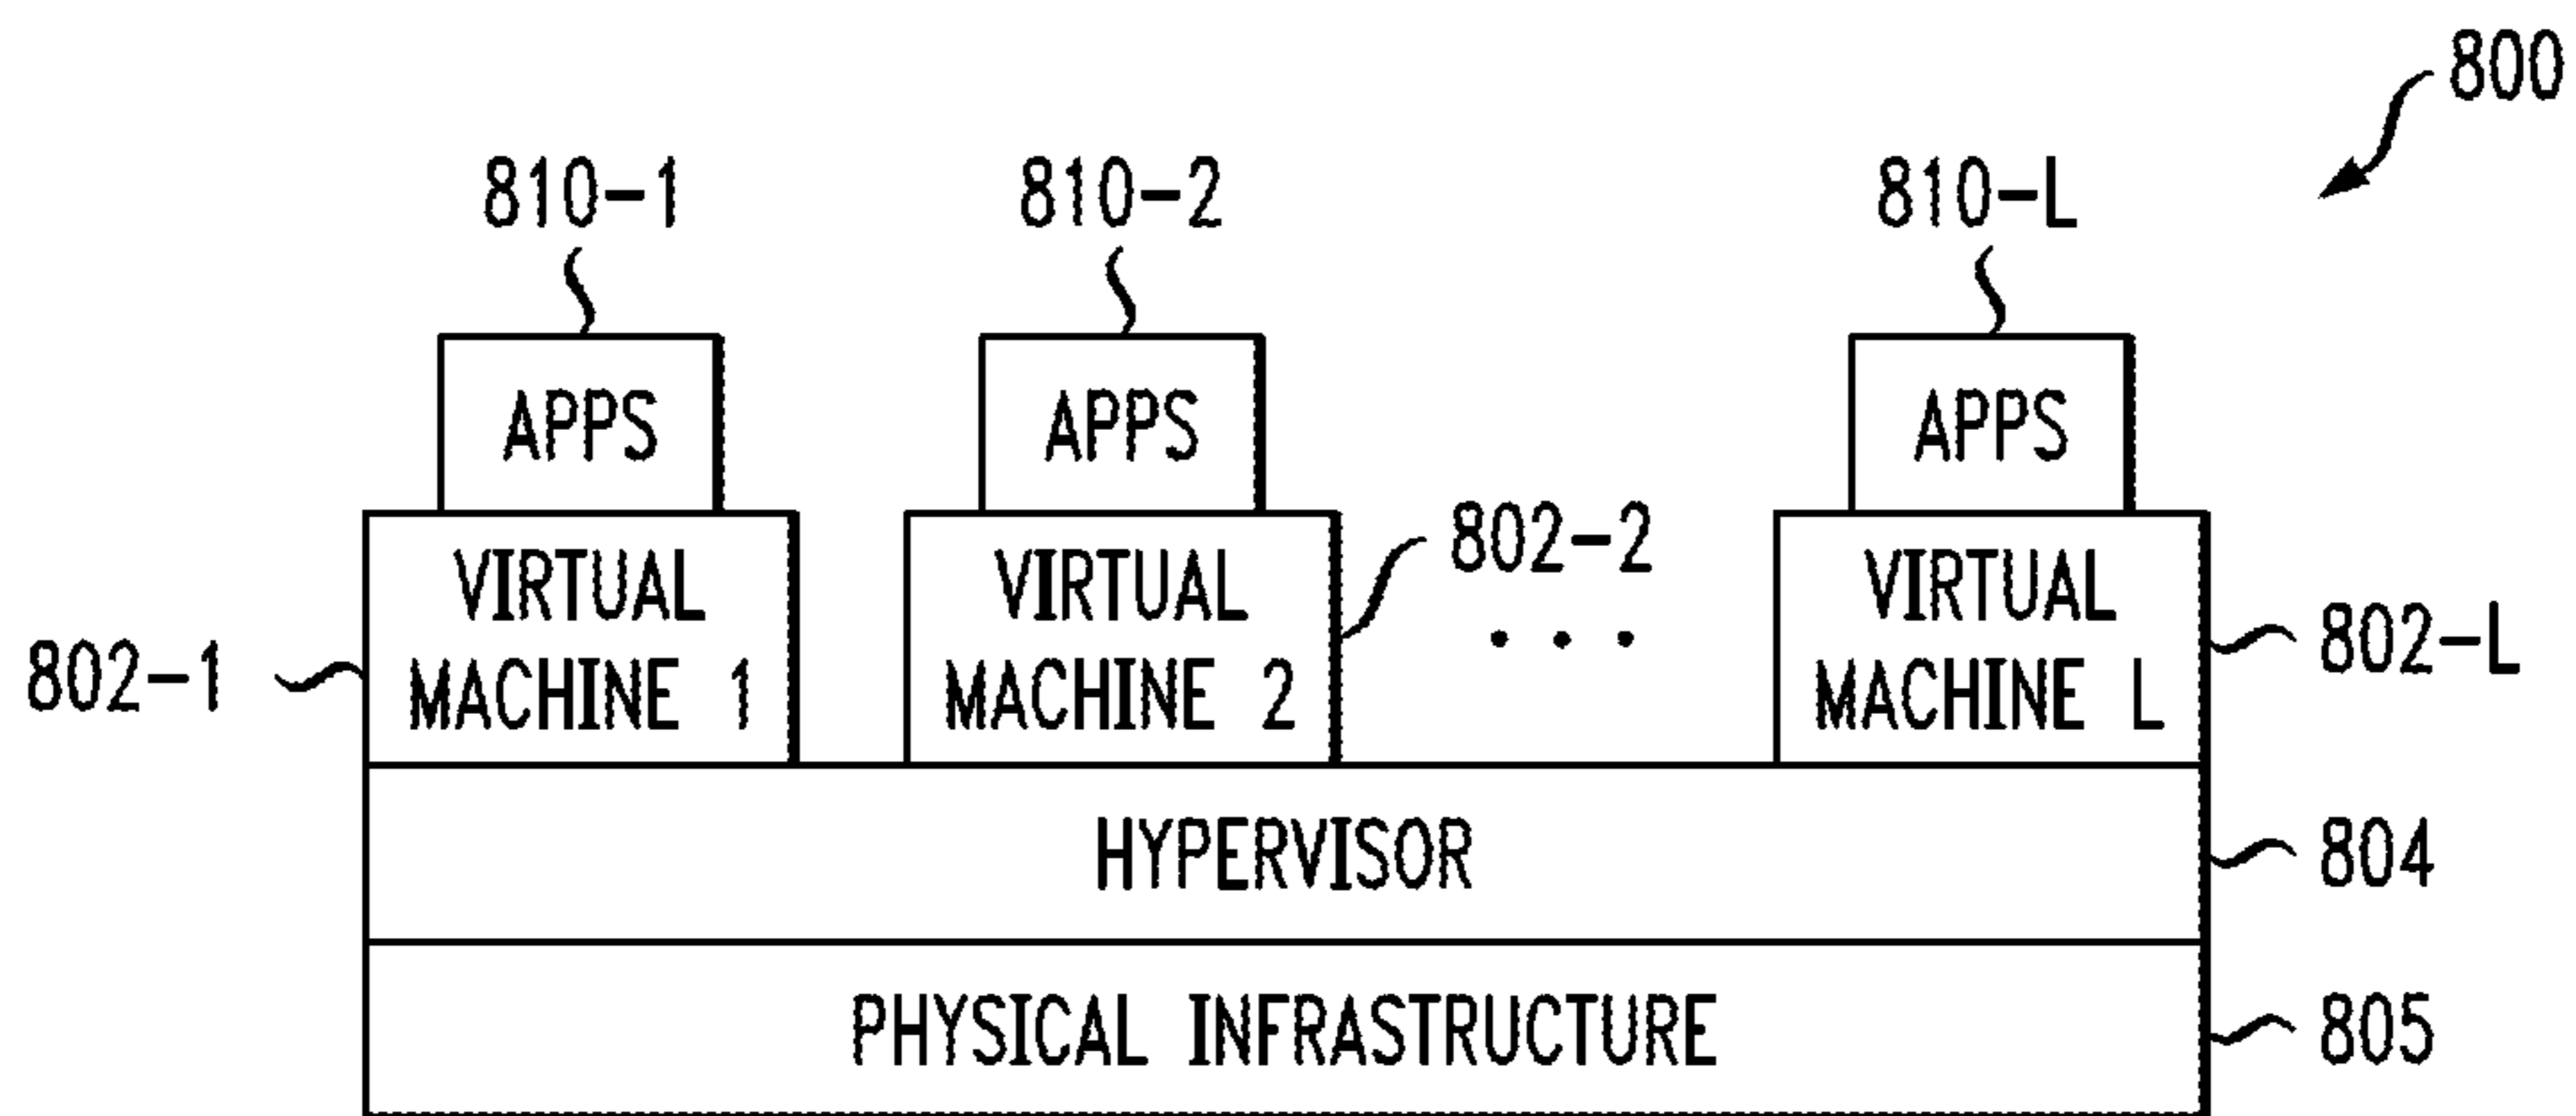 800
810-1 810-2 810-L
APPS APPS APPS
802-2
VIRTUAL VIRTUAL VIRTUAL
802-1 MACHINE 1 MACHINE 2 . . . MACHINE L 802-L
HYPERVISOR 804
PHYSICAL INFRASTRUCTURE 805